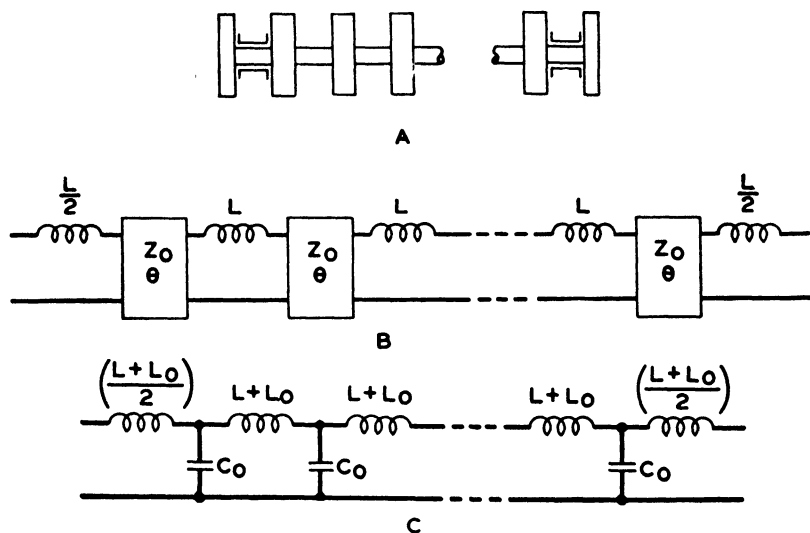 A
L/2 L L L L/2
Z₀ Z₀ Z₀
θ θ θ
B
(L + L₀)/2 L + L₀ L + L₀ L + L₀ (L + L₀)/2
C₀ C₀ C₀
C